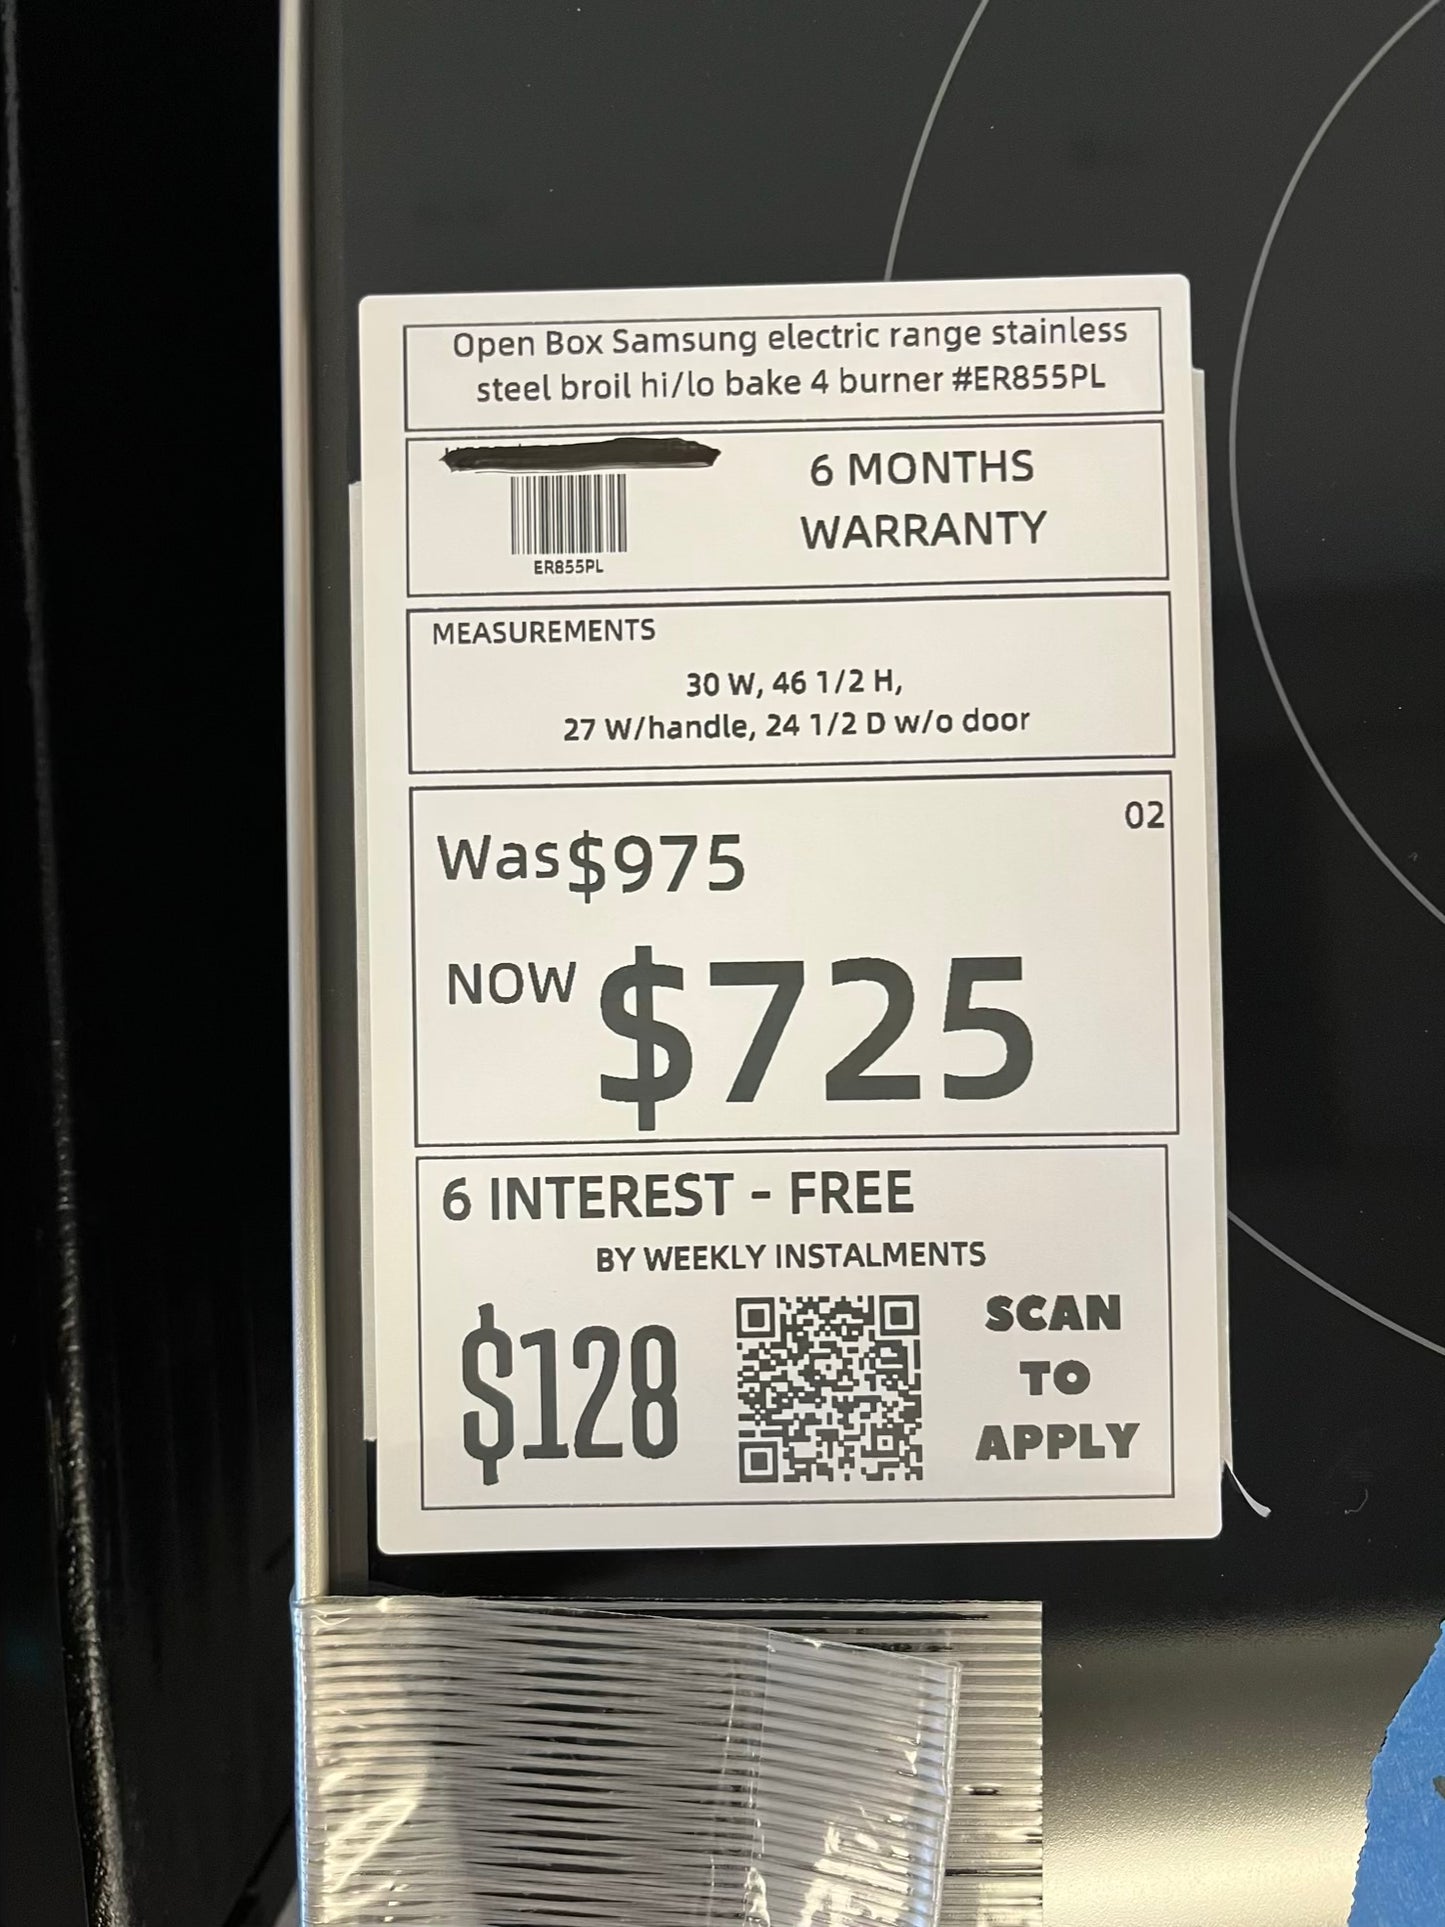 Open Box Samsung electric range stainless
steel broil hi/lo bake 4 burner #ER855PL
ER855PL
6 MONTHS
WARRANTY
MEASUREMENTS
30 W, 46 1/2 H,
27 W/handle, 24 1/2 D w/o door
02
Was $975
NOW $725
6 INTEREST - FREE
BY WEEKLY INSTALMENTS
$128
SCAN
TO
APPLY